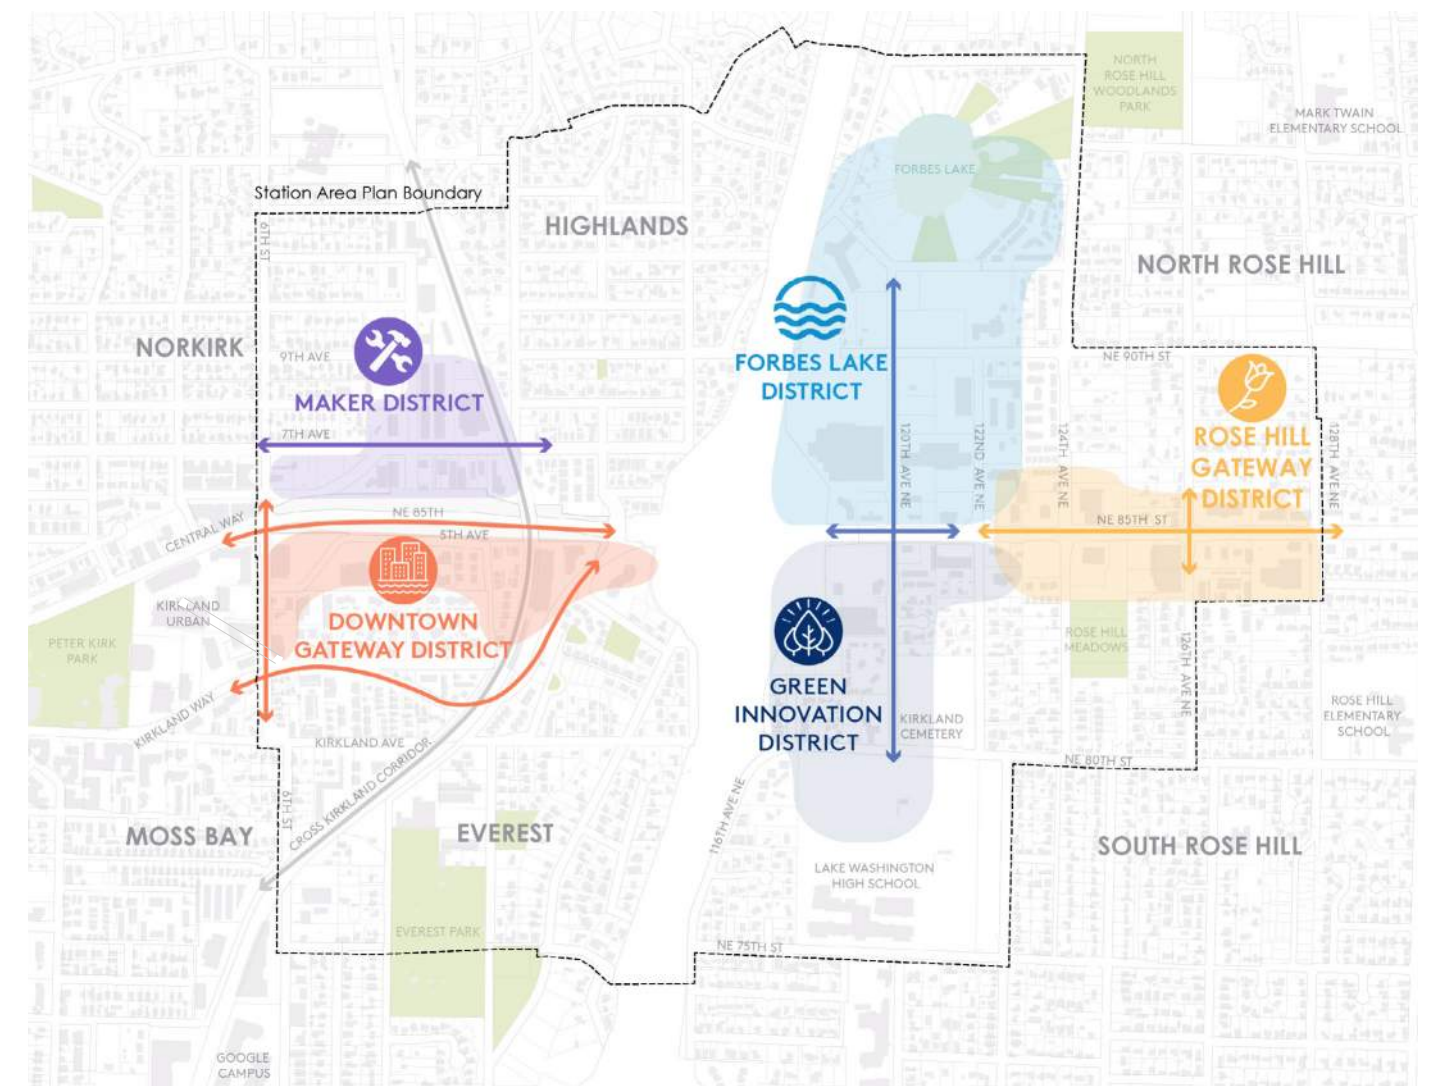 NORTH
ROSE HILL
WOODLANDS
PARK
MARK TWAIN
ELEMENTARY SCHOOL
FORBES LAKE
Station Area Plan Boundary
6TH ST
HIGHLANDS
NORTH ROSE HILL
NORKIRK
9TH AVE
MAKER DISTRICT
7TH AVE
FORBES LAKE
DISTRICT
NE 90TH ST
ROSE HILL
GATEWAY
DISTRICT
120TH AVE NE
122ND AVE NE
124TH AVE NE
128TH AVE NE
CENTRAL WAY
NE 85TH
5TH AVE
NE 85TH ST
KIRKLAND
URBAN
DOWNTOWN
GATEWAY DISTRICT
PETER KIRK
PARK
ROSE HILL
MEADOWS
126TH AVE NE
GREEN
INNOVATION
DISTRICT
KIRKLAND
CEMETERY
ROSE HILL
ELEMENTARY
SCHOOL
KIRKLAND WAY
KIRKLAND AVE
CROSS KIRKLAND CORRIDOR
NE 80TH ST
6TH ST
116TH AVE NE
MOSS BAY
EVEREST
SOUTH ROSE HILL
LAKE WASHINGTON
HIGH SCHOOL
EVEREST PARK
NE 75TH ST
GOOGLE
CAMPUS